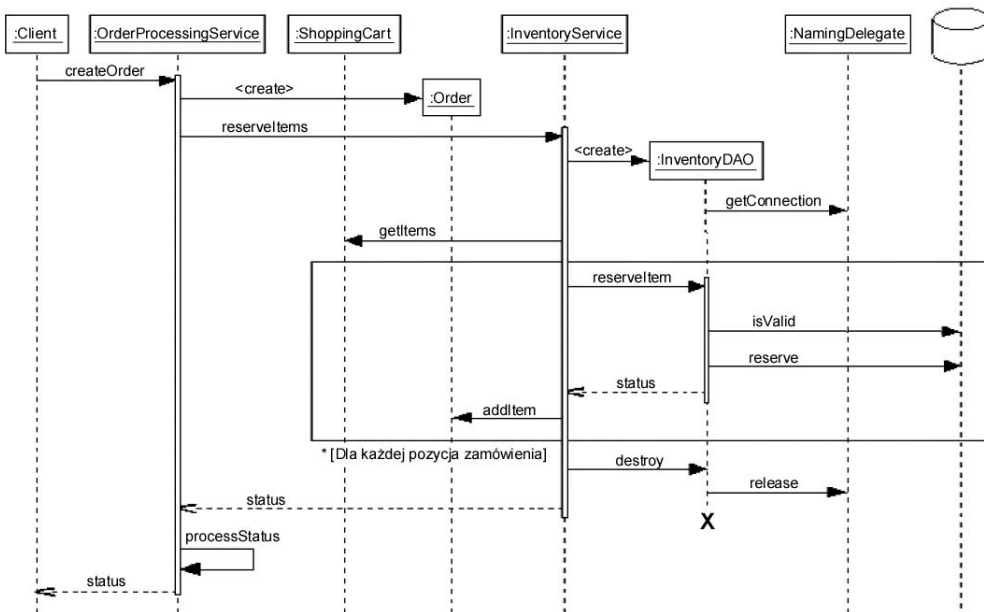 :Client
:OrderProcessingService
:ShoppingCart
:InventoryService
:NamingDelegate
createOrder
<create>
:Order
reserveItems
<create>
:InventoryDAO
getConnection
getItems
reserveItem
isValid
reserve
status
addItem
* [Dla każdej pozycja zamówienia]
destroy
release
status
X
processStatus
status